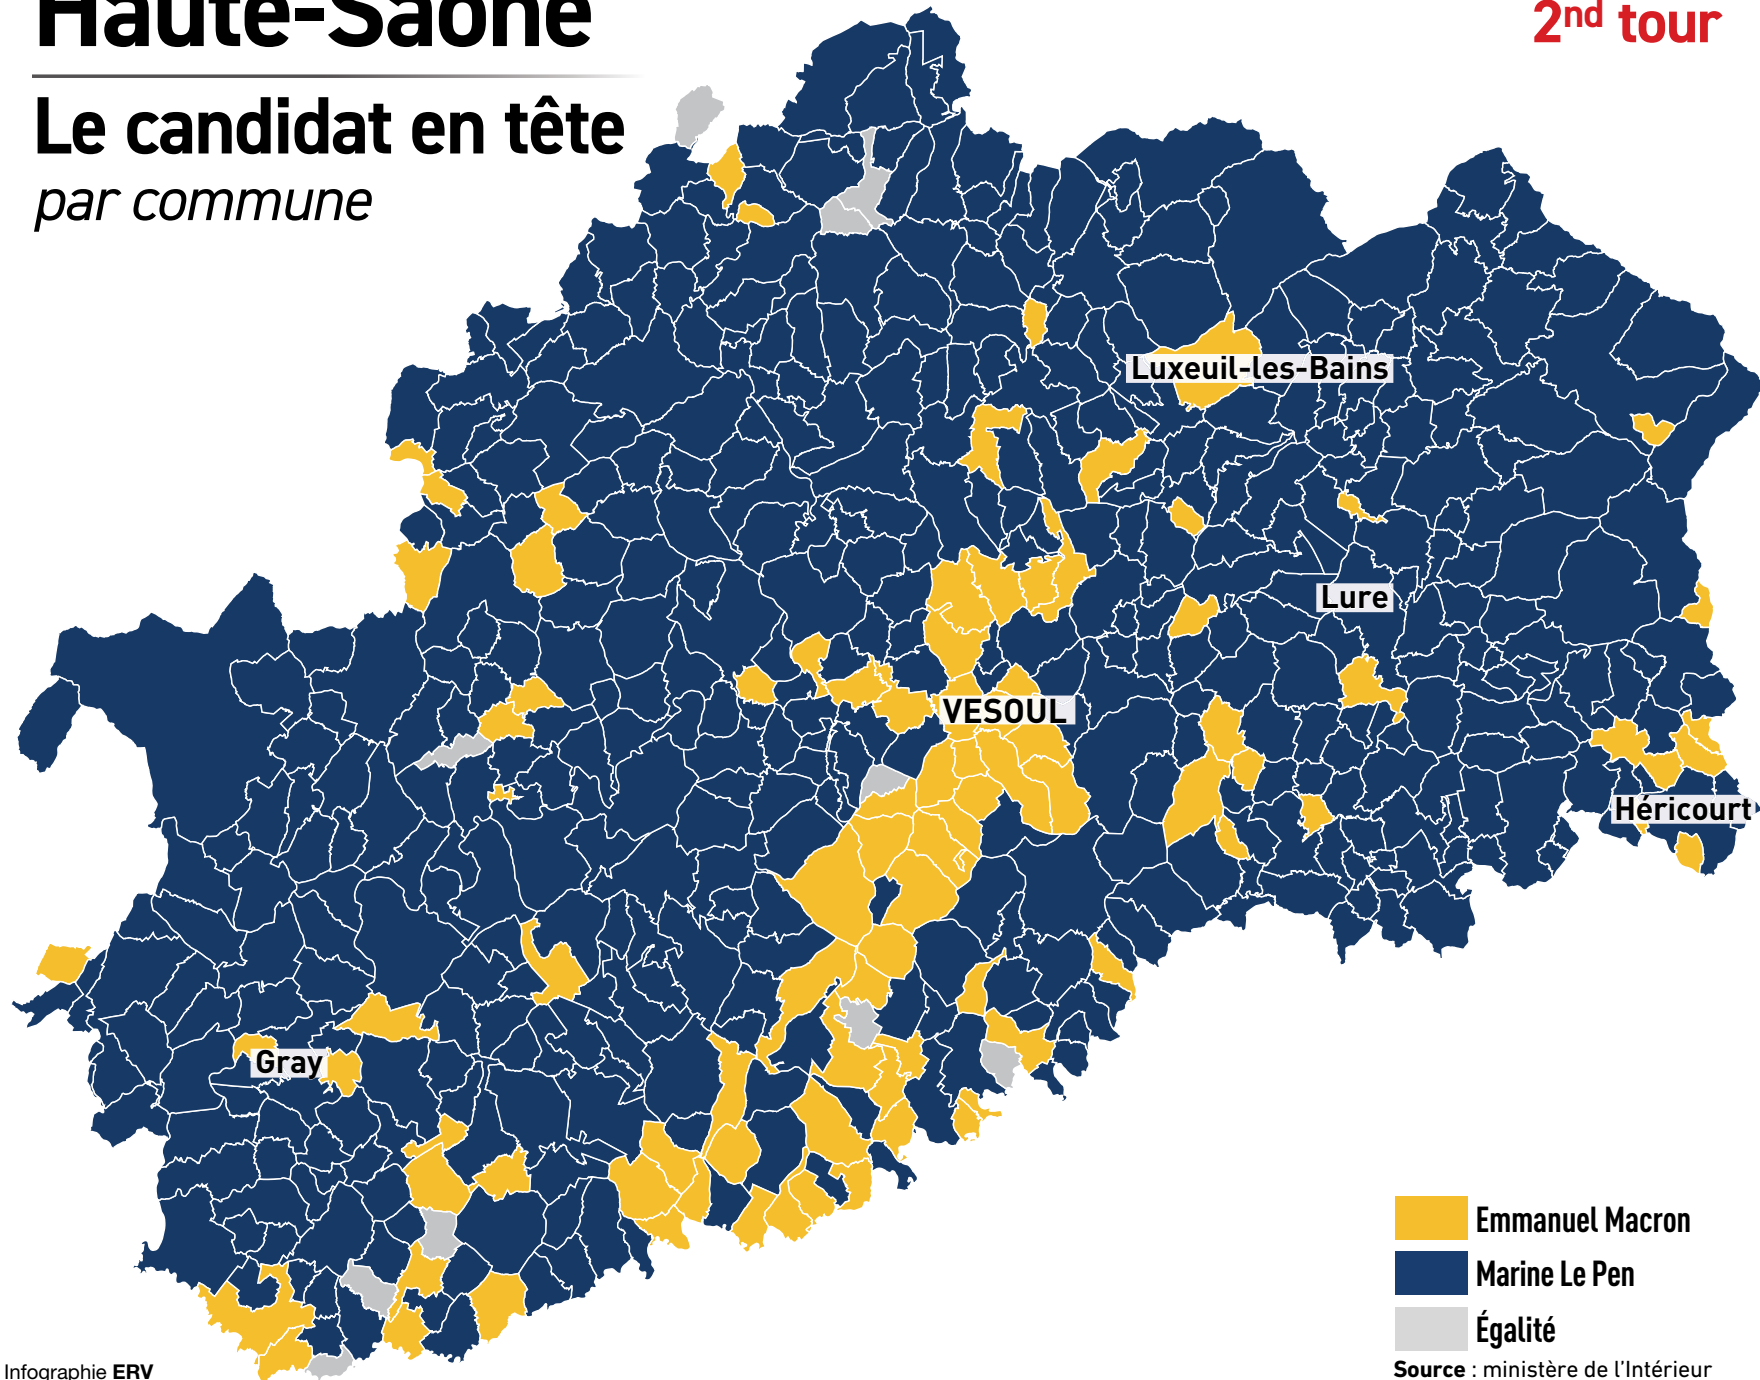 Haute-Saône
2nd tour
Le candidat en tête
par commune
Luxeuil-les-Bains
Lure
VESOUL
Héricourt
Gray
Emmanuel Macron
Marine Le Pen
Égalité
Source : ministère de l'Intérieur
Infographie ERV